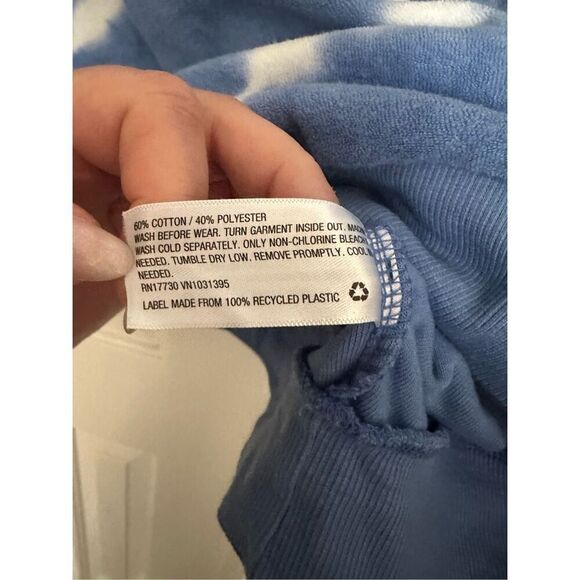 60% COTTON / 40% POLYESTER
WASH BEFORE WEAR. TURN GARMENT INSIDE OUT.
WASH COLD SEPARATELY. ONLY NON-CHLORINE BLEACH
NEEDED. TUMBLE DRY LOW. REMOVE PROMPTLY. COOL
NEEDED.
RN17730 VN1031395
LABEL MADE FROM 100% RECYCLED PLASTIC